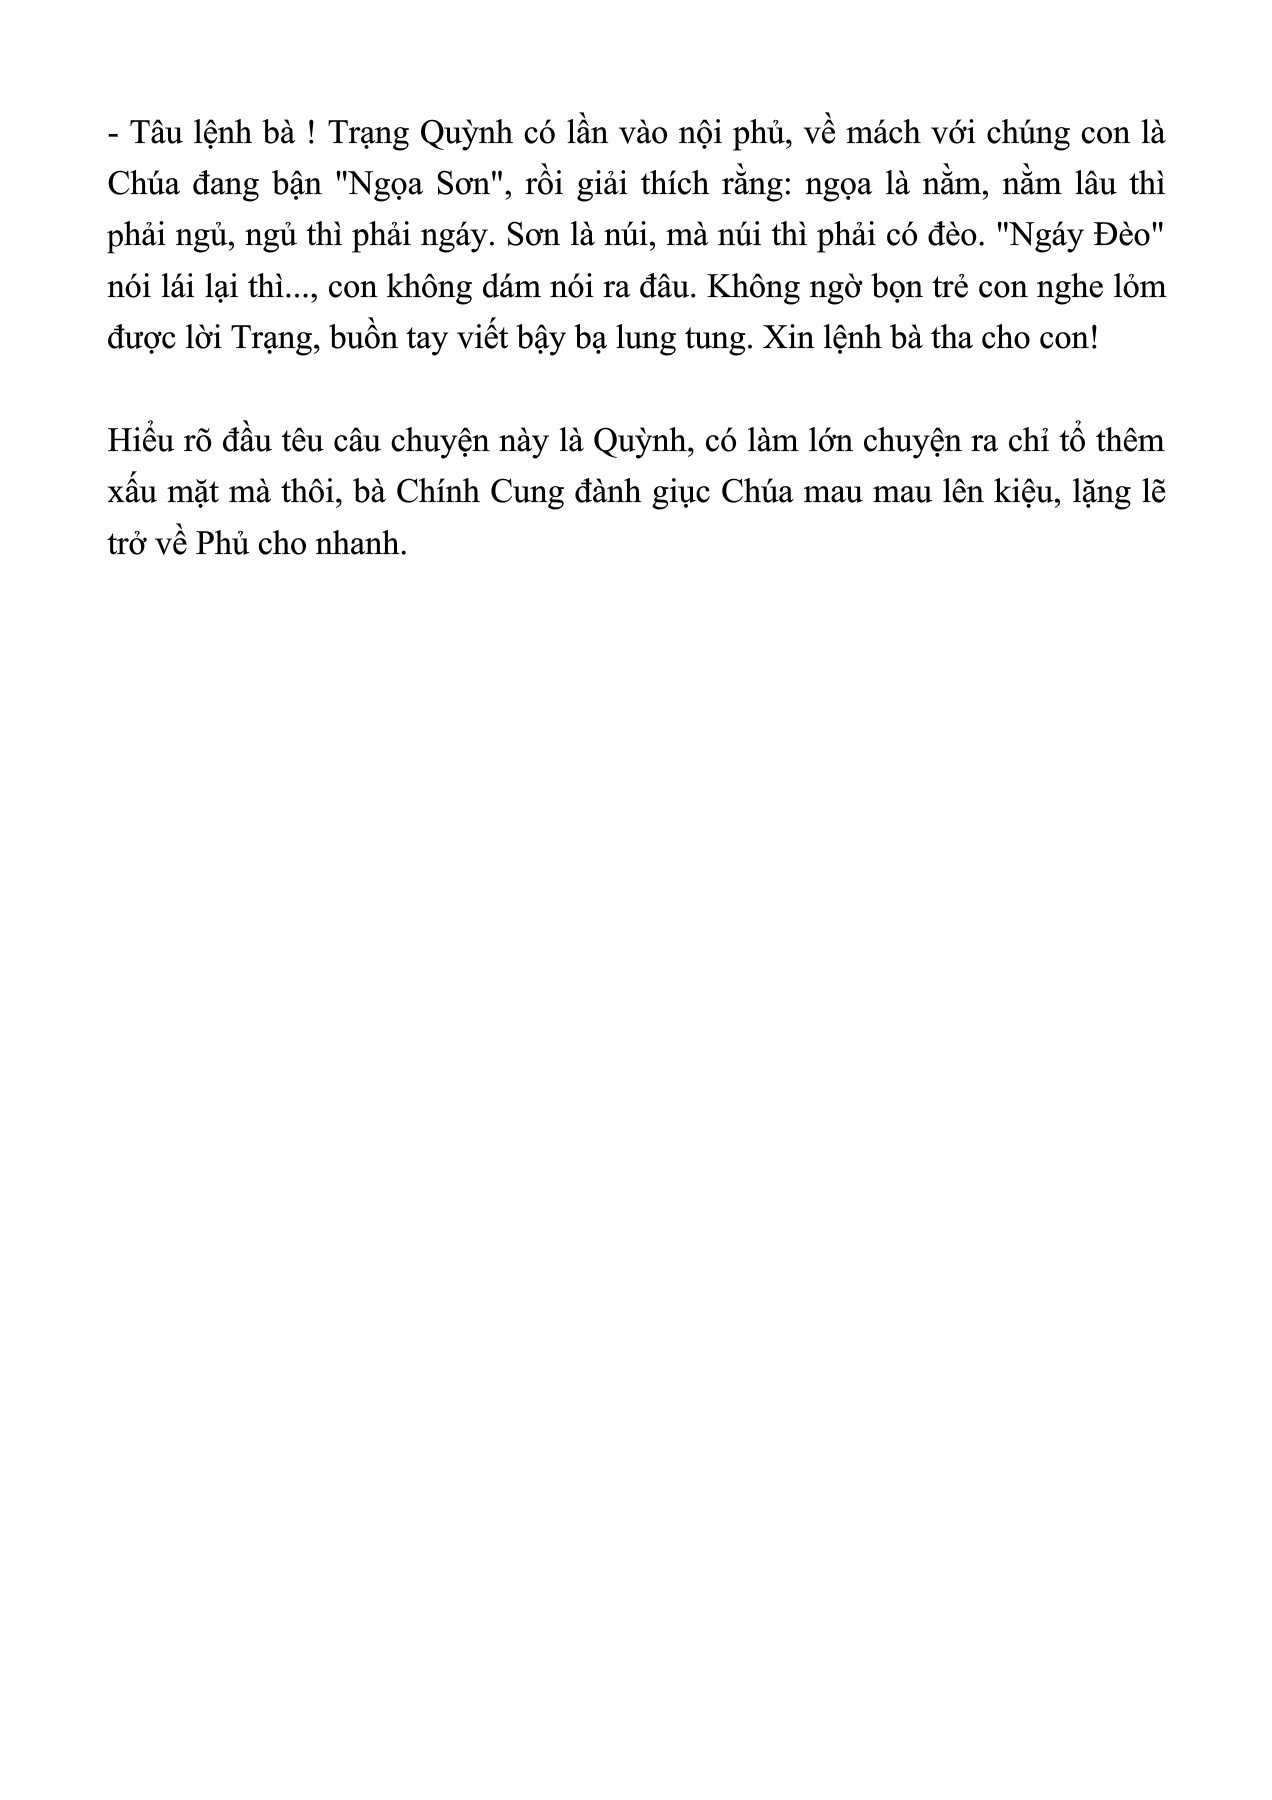 - Tâu lệnh bà ! Trạng Quỳnh có lần vào nội phủ, về mách với chúng con là
Chúa đang bận "Ngọa Sơn", rồi giải thích rằng: ngọa là nằm, nằm lâu thì
phải ngủ, ngủ thì phải ngáy. Sơn là núi, mà núi thì phải có đèo. "Ngáy Đèo"
nói lái lại thì..., con không dám nói ra đâu. Không ngờ bọn trẻ con nghe lỏm
được lời Trạng, buồn tay viết bậy bạ lung tung. Xin lệnh bà tha cho con!
Hiểu rõ đầu têu câu chuyện này là Quỳnh, có làm lớn chuyện ra chỉ tổ thêm
xấu mặt mà thôi, bà Chính Cung đành giục Chúa mau mau lên kiệu, lặng lẽ
trở về Phủ cho nhanh.